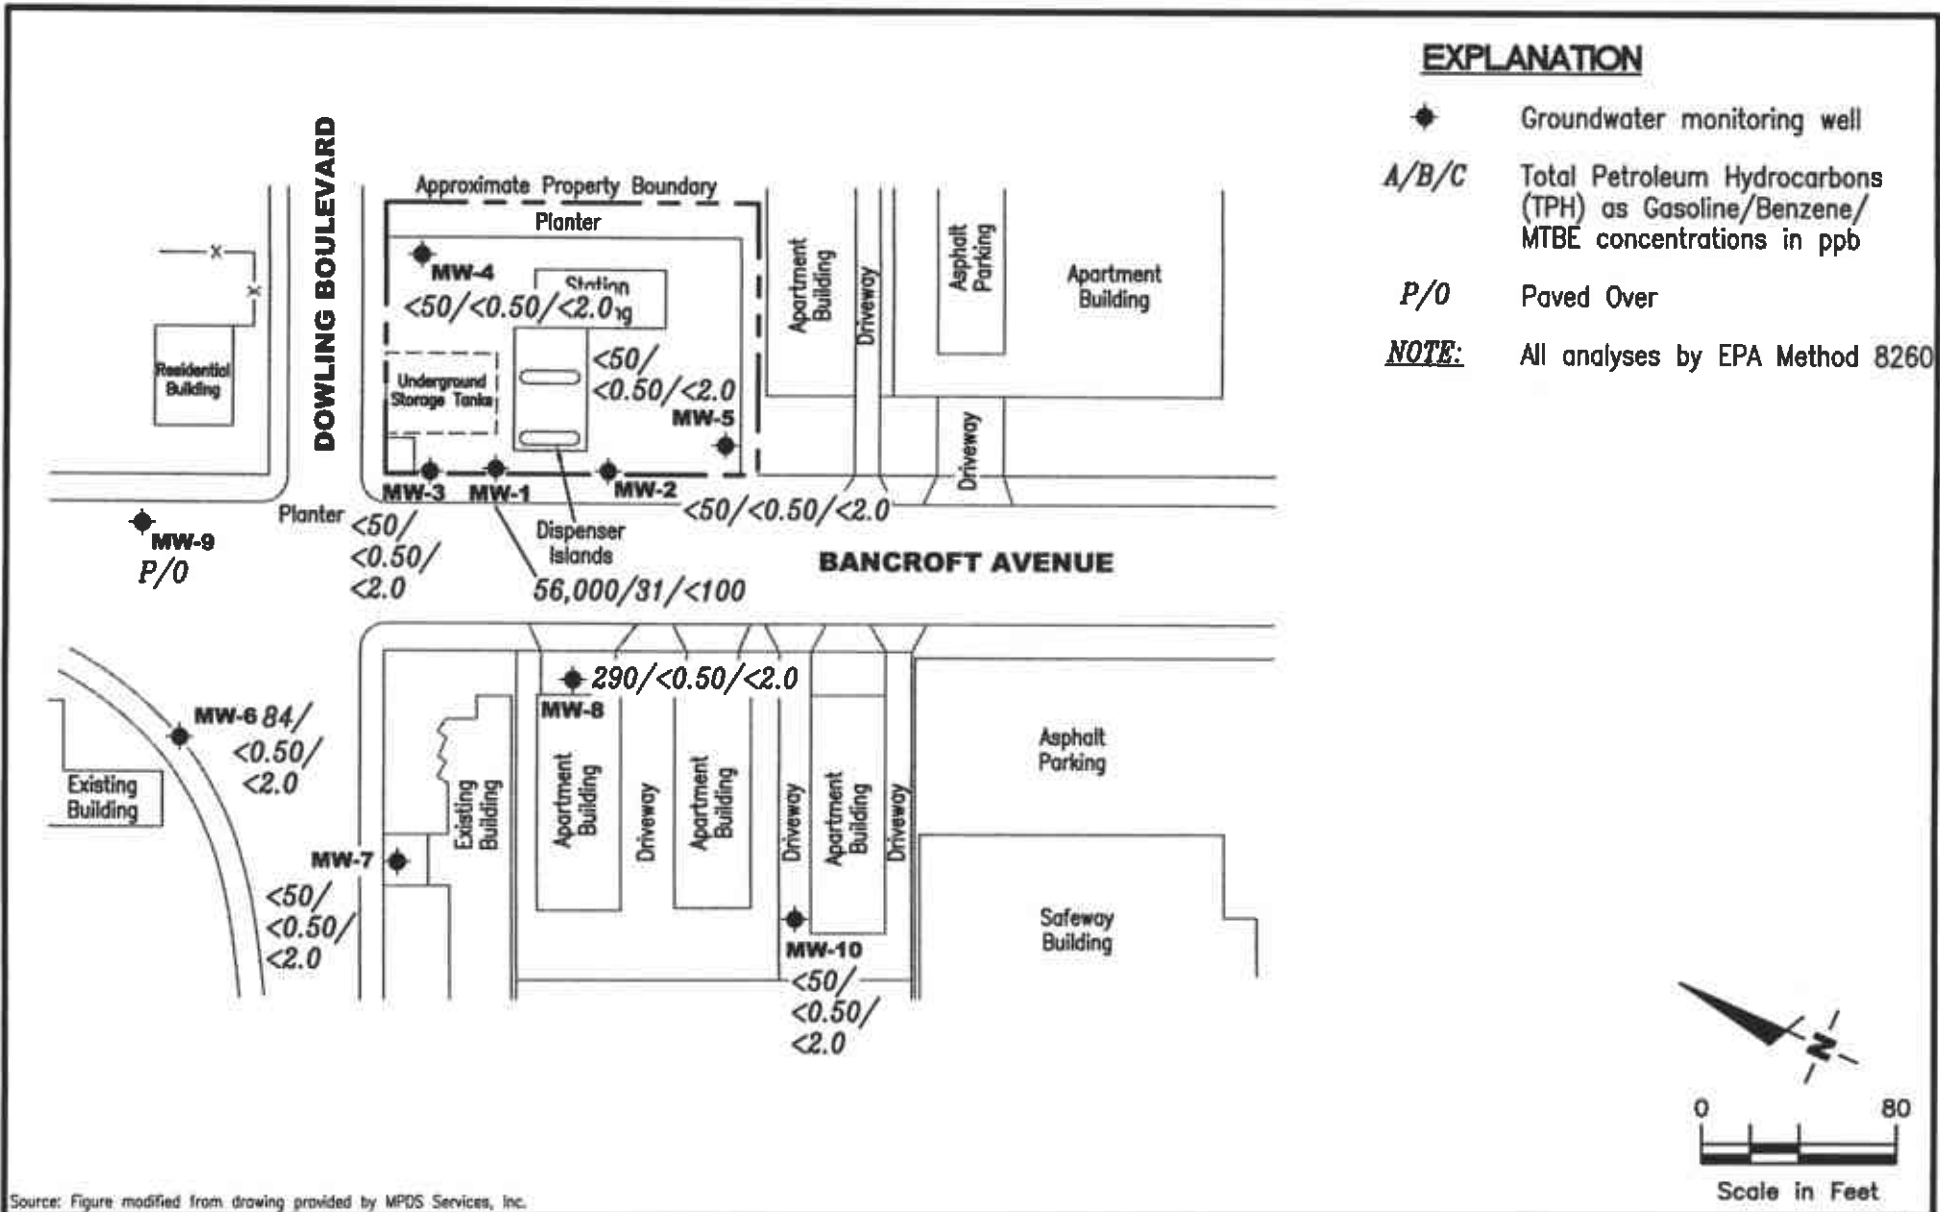 EXPLANATION
Groundwater monitoring well
A/B/C
Total Petroleum Hydrocarbons
(TPH) as Gasoline/Benzene/
MTBE concentrations in ppb
P/O
Paved Over
NOTE:
All analyses by EPA Method 8260
DOWLING BOULEVARD
Approximate Property Boundary
Planter
MW-4
Station
<50/<0.50/<2.0
Residential
Building
Underground
Storage Tanks
<50/
<0.50/<2.0
MW-5
Apartment
Building
Driveway
Asphalt
Parking
Apartment
Building
Driveway
MW-3
MW-1
MW-2
<50/<0.50/<2.0
Planter
<50/
<0.50/
<2.0
Dispenser
Islands
56,000/31/<100
BANCROFT AVENUE
MW-9
P/O
290/<0.50/<2.0
MW-8
MW-6 84/
<0.50/
<2.0
Existing
Building
MW-7
<50/
<0.50/
<2.0
Existing
Building
Apartment
Building
Driveway
Apartment
Building
Driveway
Apartment
Building
Driveway
Asphalt
Parking
Safeway
Building
MW-10
<50/
<0.50/
<2.0
N
0 80
Scale in Feet
Source: Figure modified from drawing provided by MPDS Services, Inc.